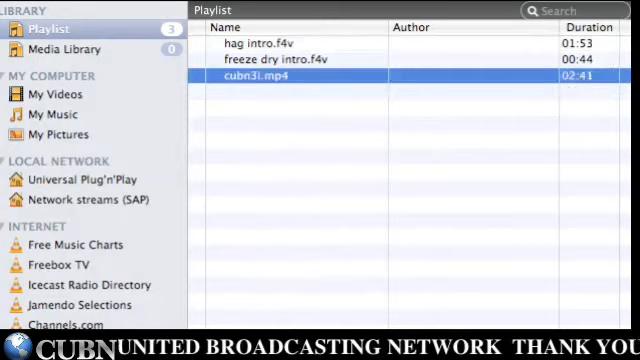 LIBRARY
Playlist 3
Media Library 0
MY COMPUTER
My Videos
My Music
My Pictures
LOCAL NETWORK
Universal Plug'n'Play
Network streams (SAP)
INTERNET
Free Music Charts
Freebox TV
Icecast Radio Directory
Jamendo Selections
Channels.com
Playlist Search
Name Author Duration
hag intro.f4v 01:53
freeze dry intro.f4v 00:44
cubn3i.mp4 02:41
CUBN UNITED BROADCASTING NETWORK THANK YOU